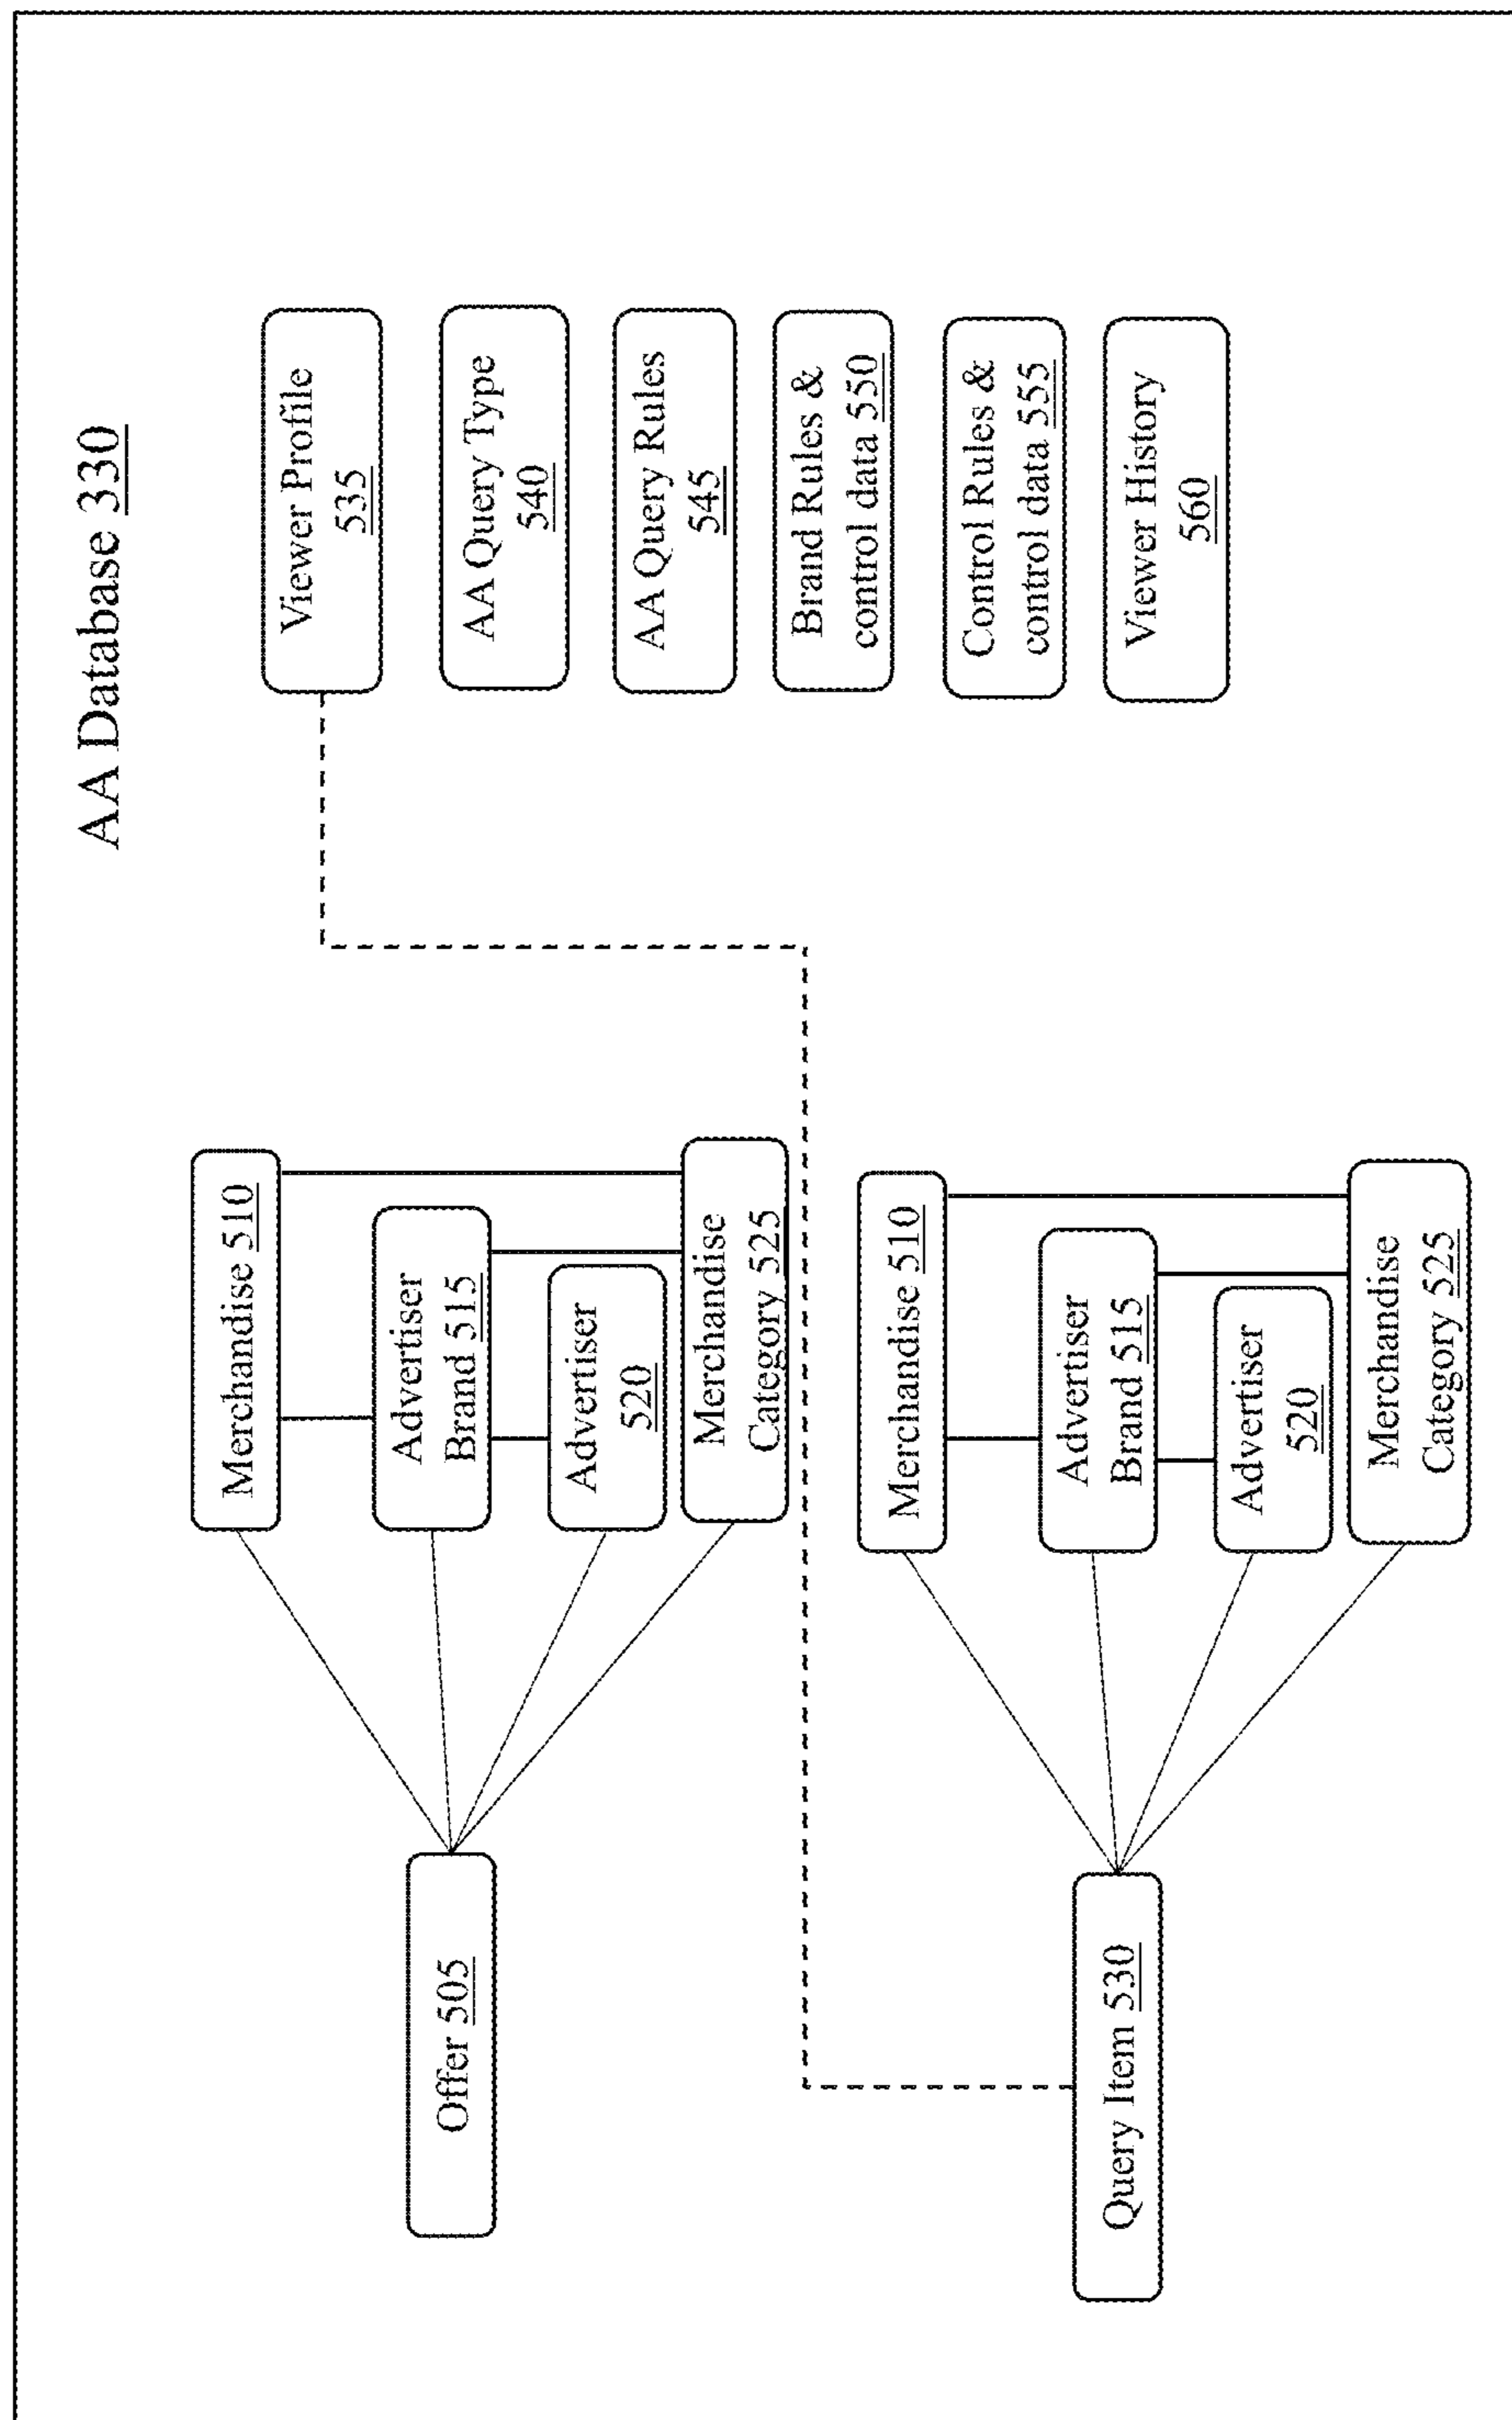 AA Database 330
Offer 505
Merchandise 510
Advertiser
Brand 515
Advertiser
520
Merchandise
Category 525
Query Item 530
Merchandise 510
Advertiser
Brand 515
Advertiser
520
Merchandise
Category 525
Viewer Profile
535
AA Query Type
540
AA Query Rules
545
Brand Rules &
control data 550
Control Rules &
control data 555
Viewer History
560